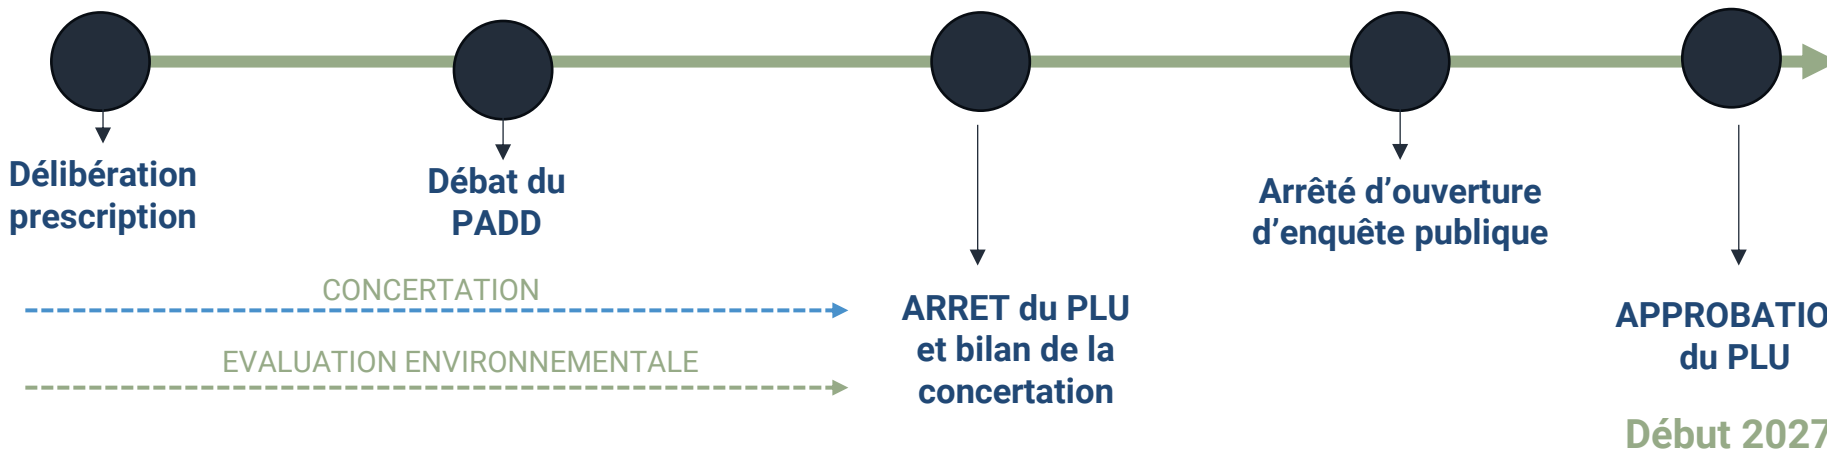 Délibération
prescription
Débat du
PADD
ARRET du PLU
et bilan de la
concertation
Arrêté d’ouverture
d’enquête publique
APPROBATIO
du PLU
Début 2027
CONCERTATION
EVALUATION ENVIRONNEMENTALE